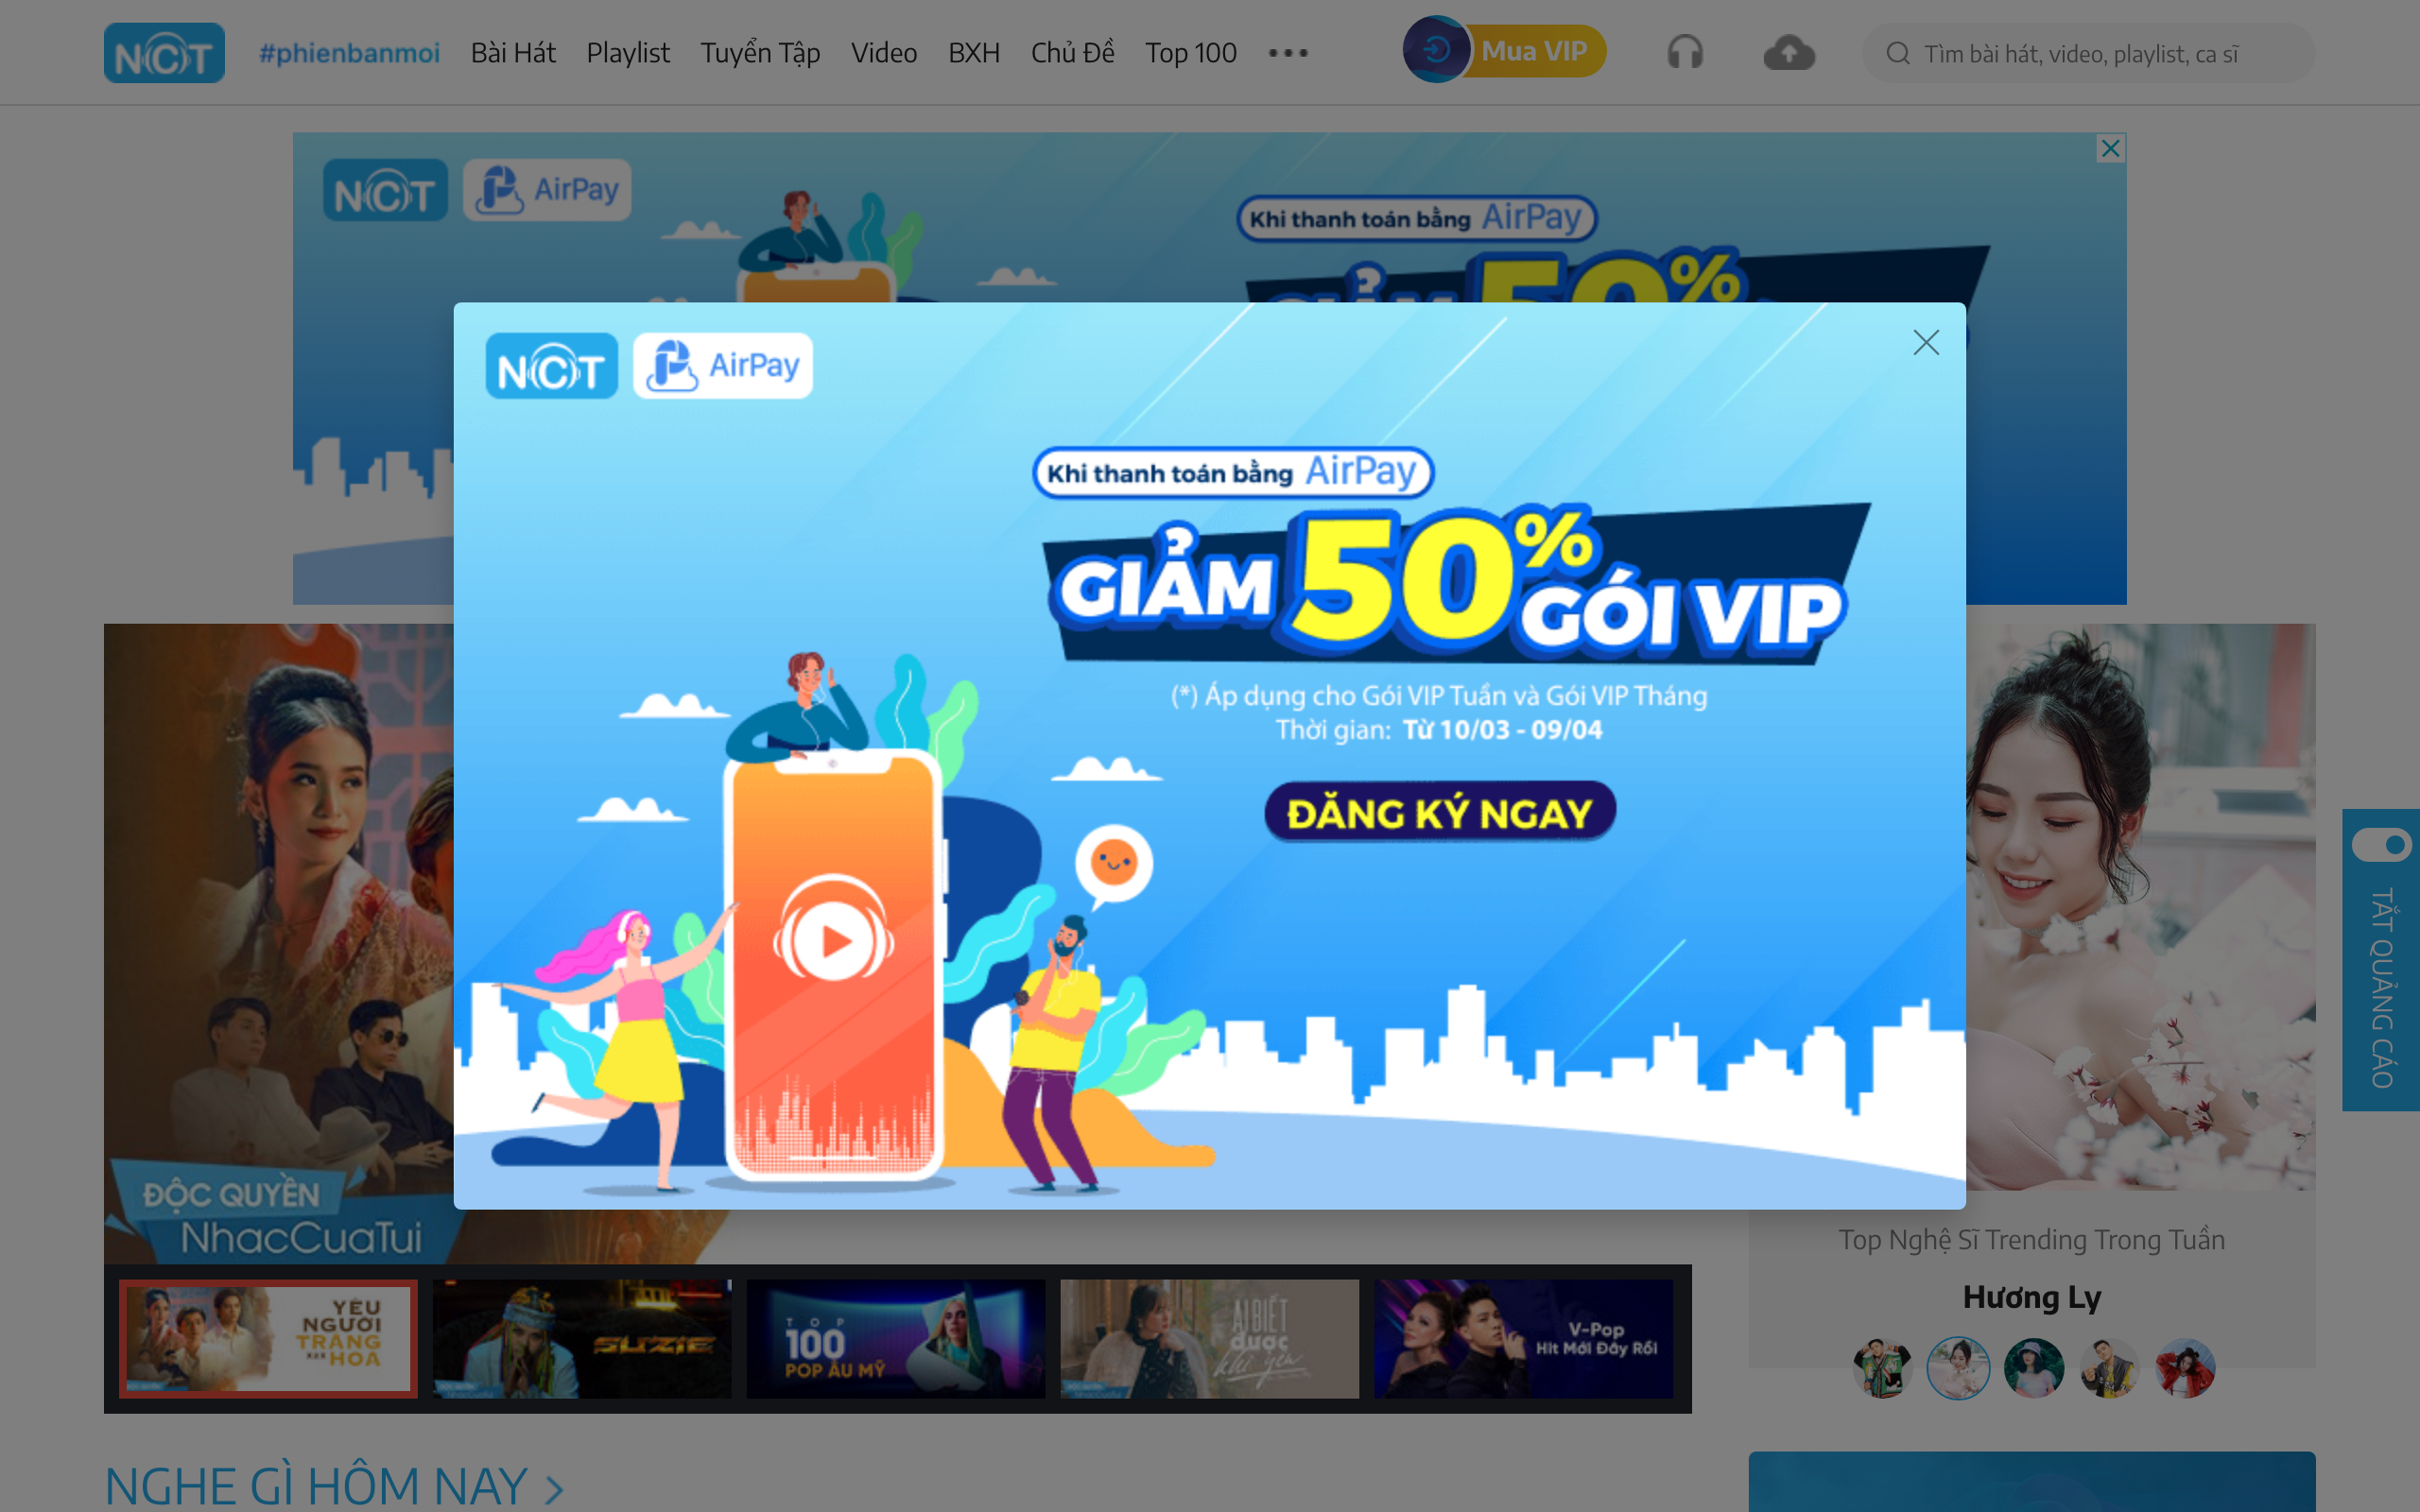 NCT
#phienbanmoi
Bài Hát
Playlist
Tuyển Tập
Video
BXH
Chủ Đề
Top 100
Mua VIP
Tìm bài hát, video, playlist, ca sĩ
NCT
AirPay
Khi thanh toán bằng AirPay
GIẢM 50%
NCT
AirPay
Khi thanh toán bằng AirPay
GIẢM 50% GÓI VIP
(*) Áp dụng cho Gói VIP Tuần và Gói VIP Tháng
Thời gian: Từ 10/03 - 09/04
ĐĂNG KÝ NGAY
TẮT QUẢNG CÁO
ĐỘC QUYỀN
NhacCuaTui
Top Nghệ Sĩ Trending Trong Tuần
Hương Ly
YÊU
NGƯỜI
TRĂNG
HOA
SUZIE
TOP
100
POP ÂU MỸ
AI BIẾT
được
khi yêu
V-Pop
Hit Mới Đây Rồi
NGHE GÌ HÔM NAY